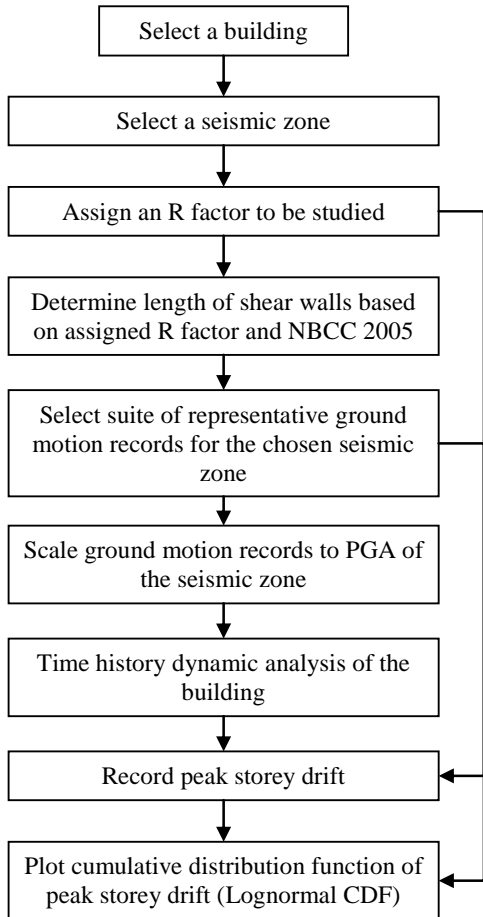 Select a building
Select a seismic zone
Assign an R factor to be studied
Determine length of shear walls based
on assigned R factor and NBCC 2005
Select suite of representative ground
motion records for the chosen seismic
zone
Scale ground motion records to PGA of
the seismic zone
Time history dynamic analysis of the
building
Record peak storey drift
Plot cumulative distribution function of
peak storey drift (Lognormal CDF)